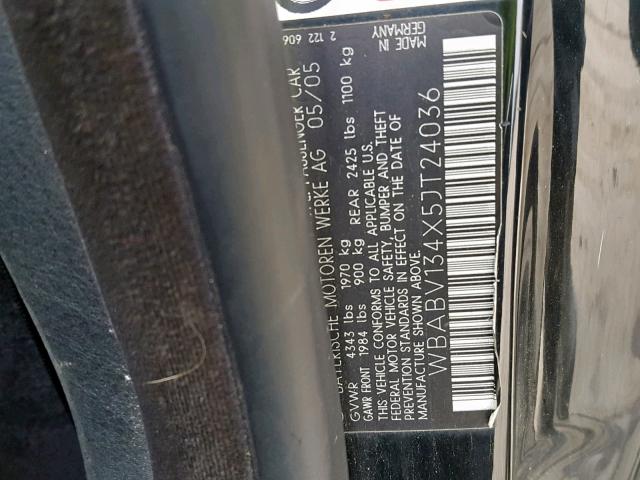 PASSENGER CAR
BAYERISCHE MOTOREN WERKE AG 05/05
GVWR 4343 lbs 1970 kg
GAWR FRONT 1984 lbs 900 kg REAR 2425 lbs 1100 kg
THIS VEHICLE CONFORMS TO ALL APPLICABLE U.S.
FEDERAL MOTOR VEHICLE SAFETY, BUMPER AND THEFT
PREVENTION STANDARDS IN EFFECT ON THE DATE OF
MANUFACTURE SHOWN ABOVE.
WBABV134X5JT24036
2 122 606
MADE IN
GERMANY